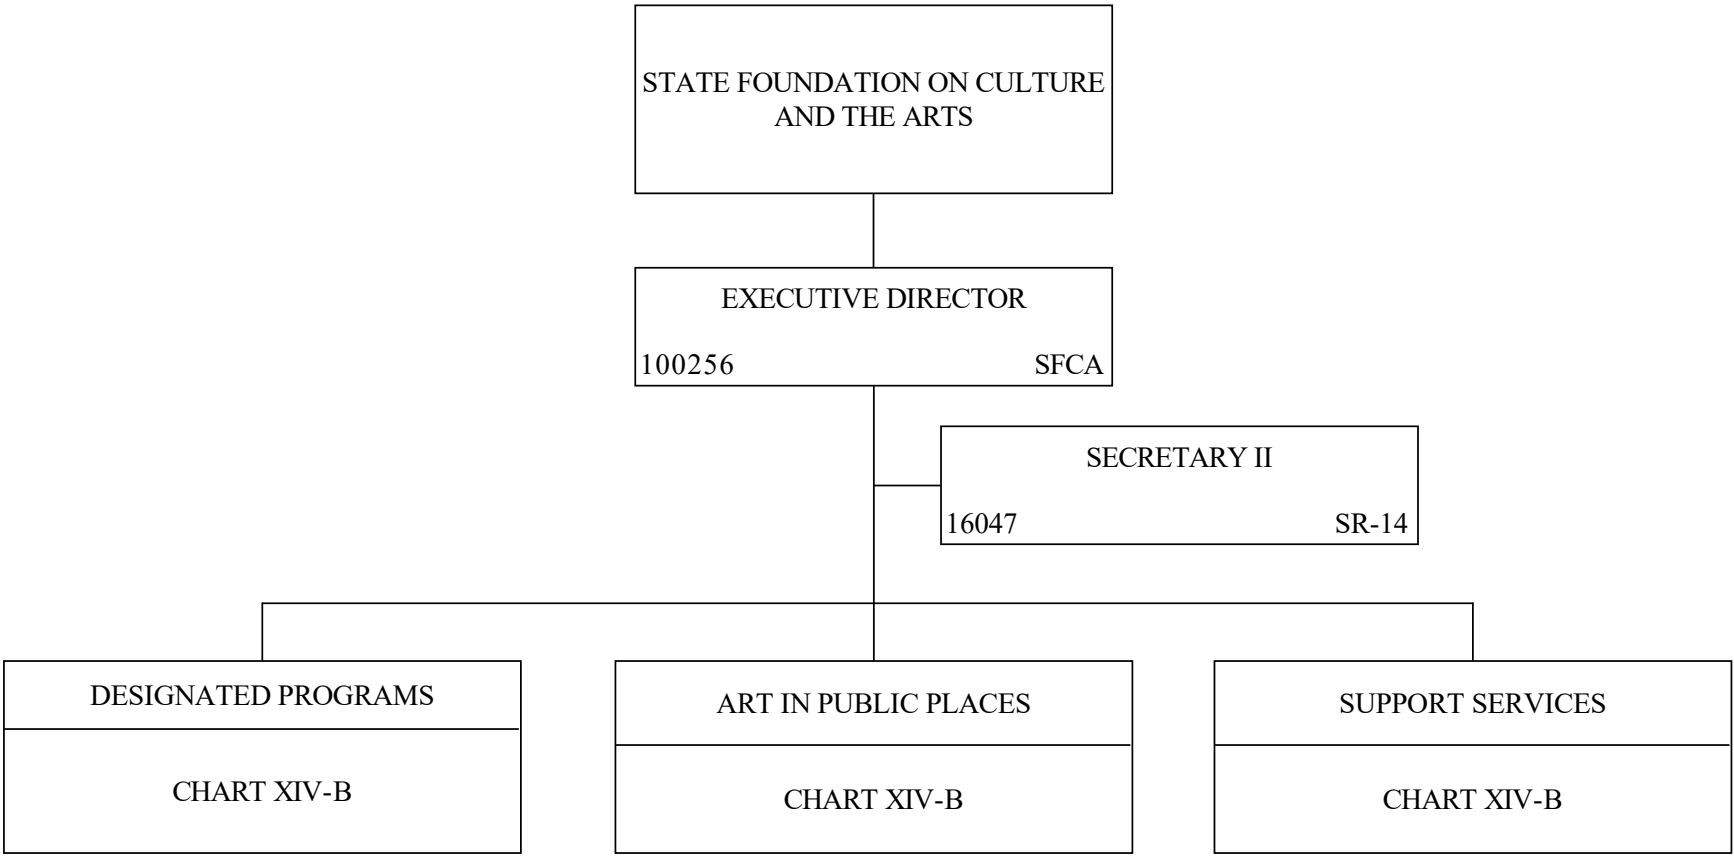 STATE FOUNDATION ON CULTURE
AND THE ARTS
EXECUTIVE DIRECTOR
100256 SFCA
SECRETARY II
16047 SR-14
DESIGNATED PROGRAMS
CHART XIV-B
ART IN PUBLIC PLACES
CHART XIV-B
SUPPORT SERVICES
CHART XIV-B